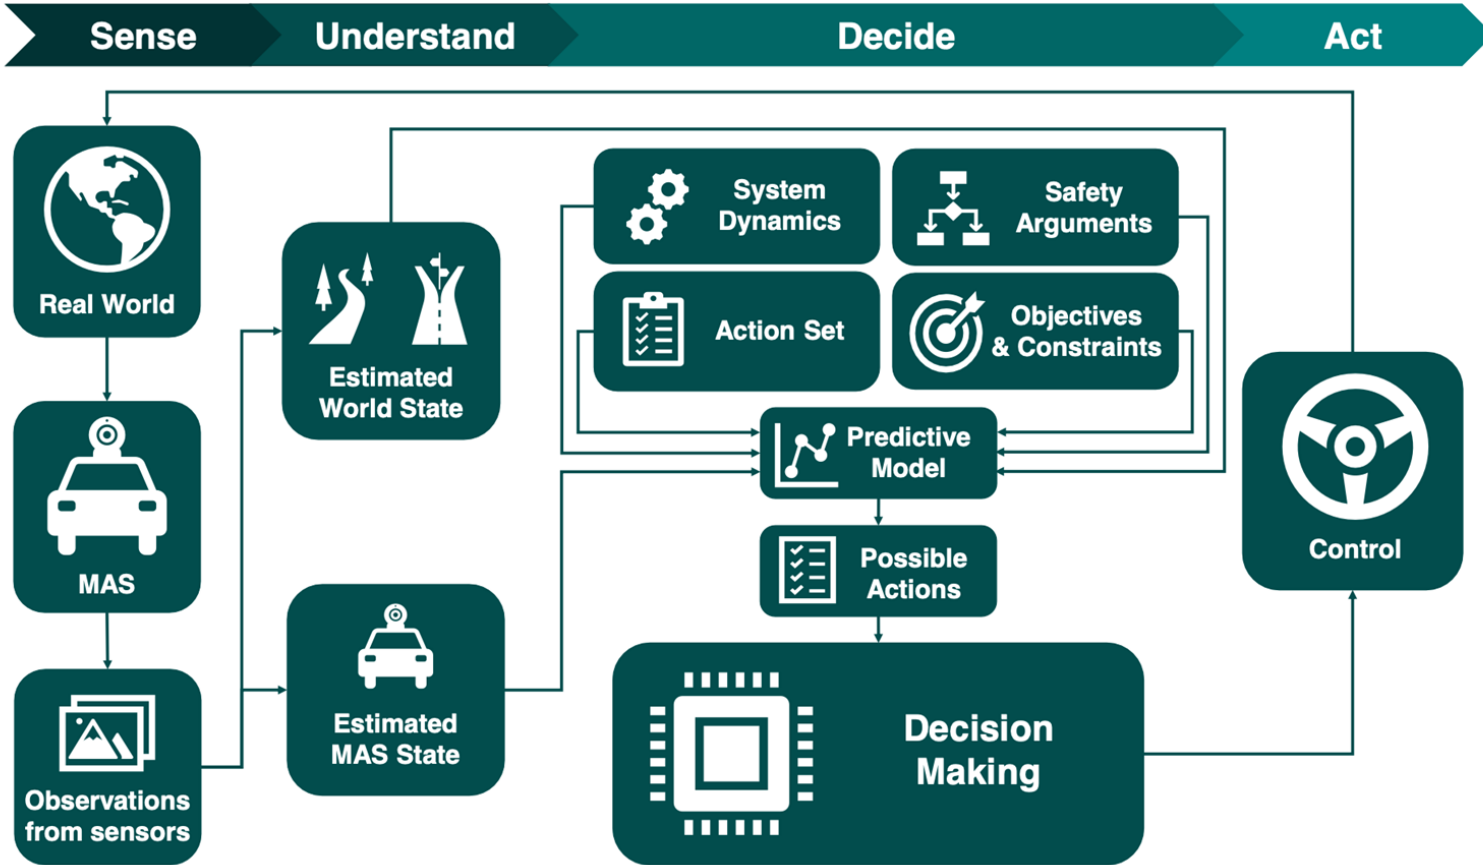 Sense
Understand
Decide
Act
Real World
MAS
Observations
from sensors
Estimated
World State
Estimated
MAS State
System
Dynamics
Safety
Arguments
Action Set
Objectives
& Constraints
Predictive
Model
Possible
Actions
Decision
Making
Control